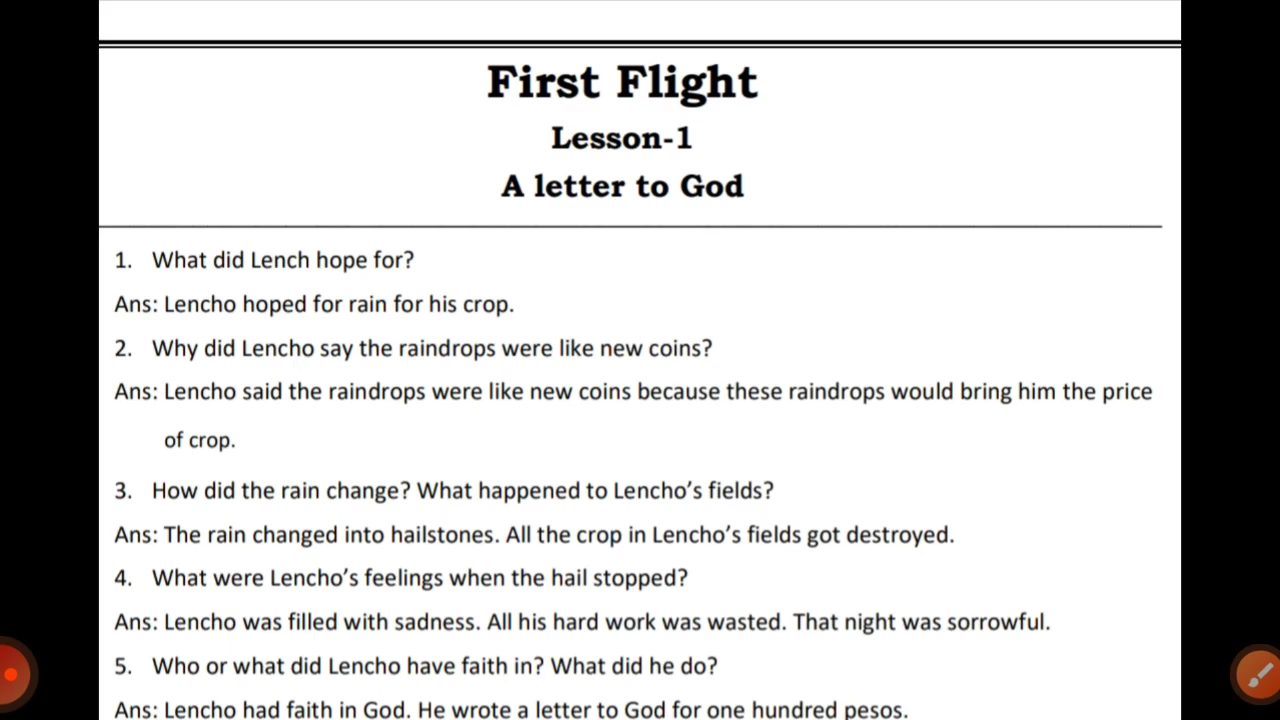 First Flight
Lesson-1
A letter to God
1. What did Lench hope for?
Ans: Lencho hoped for rain for his crop.
2. Why did Lencho say the raindrops were like new coins?
Ans: Lencho said the raindrops were like new coins because these raindrops would bring him the price
of crop.
3. How did the rain change? What happened to Lencho’s fields?
Ans: The rain changed into hailstones. All the crop in Lencho’s fields got destroyed.
4. What were Lencho’s feelings when the hail stopped?
Ans: Lencho was filled with sadness. All his hard work was wasted. That night was sorrowful.
5. Who or what did Lencho have faith in? What did he do?
Ans: Lencho had faith in God. He wrote a letter to God for one hundred pesos.